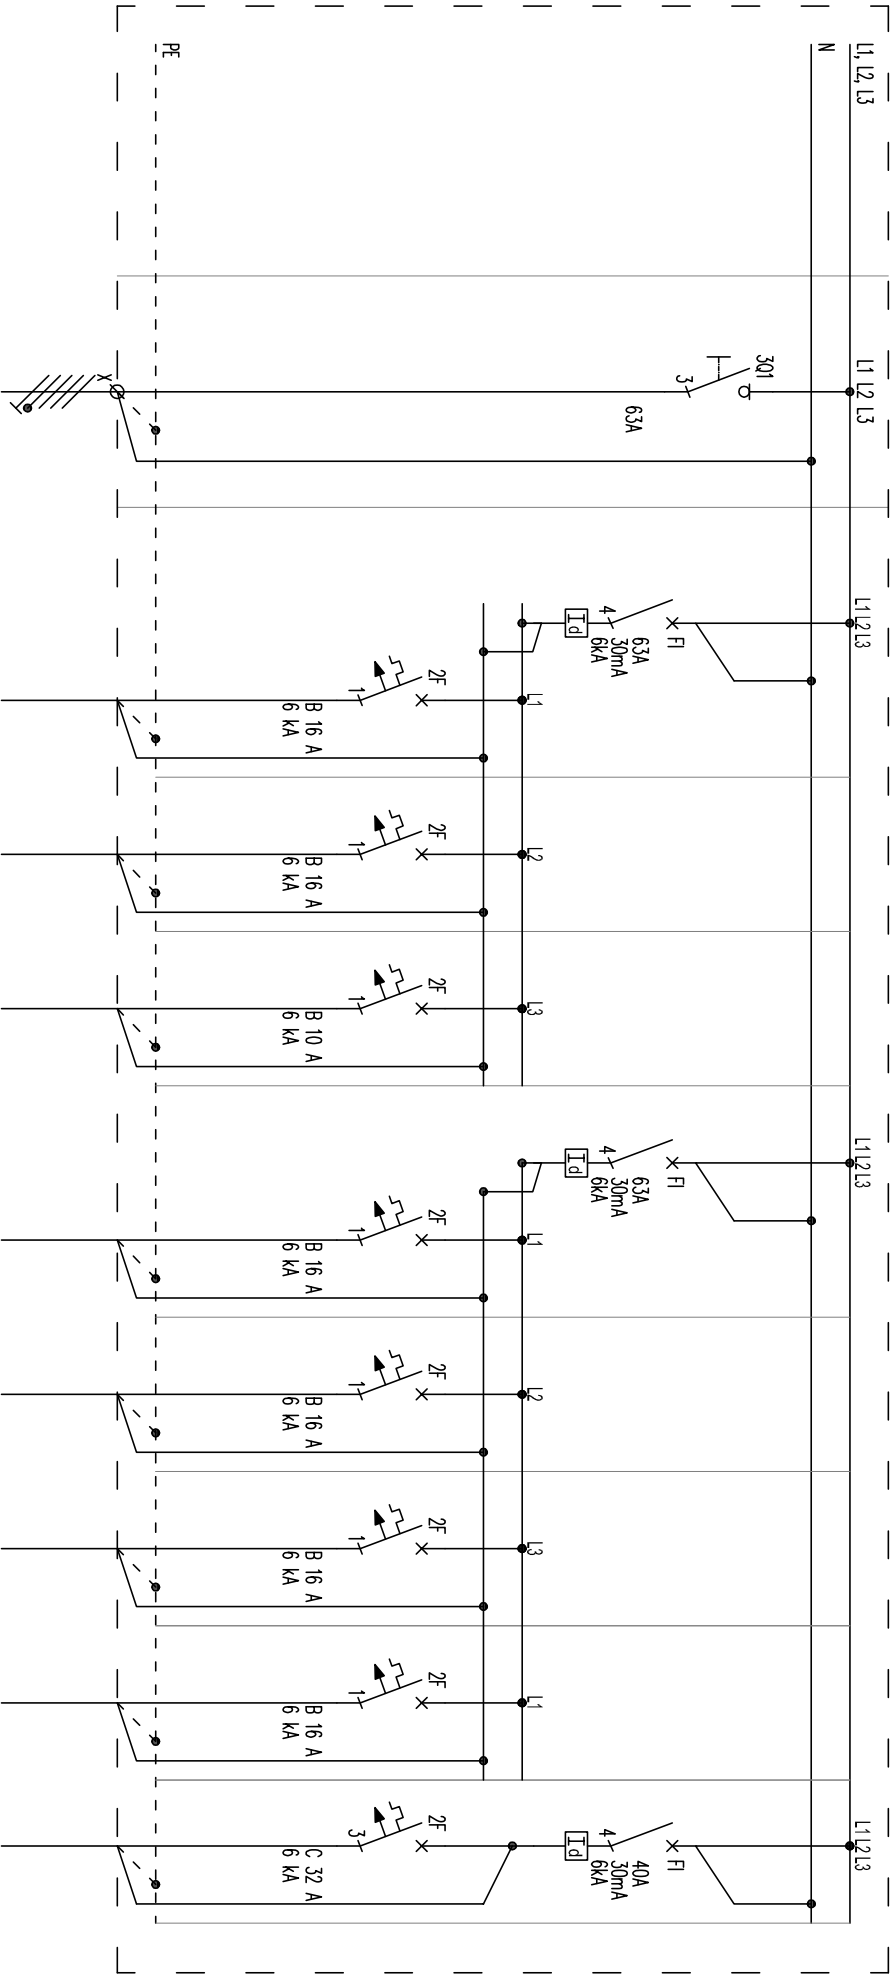 L1, L2, L3
N
PE
L1 L2 L3
3Q1
3
63A
X
L1 L2 L3
FI
4
63A
30mA
6kA
Id
L1
2F
1
B 16 A
6 kA
L2
2F
1
B 16 A
6 kA
L3
2F
1
B 10 A
6 kA
L1 L2 L3
FI
4
63A
30mA
6kA
Id
L1
2F
1
B 16 A
6 kA
L2
2F
1
B 16 A
6 kA
L3
2F
1
B 16 A
6 kA
L1
2F
1
B 16 A
6 kA
L1 L2 L3
FI
4
40A
30mA
6kA
Id
2F
3
C 32 A
6 kA